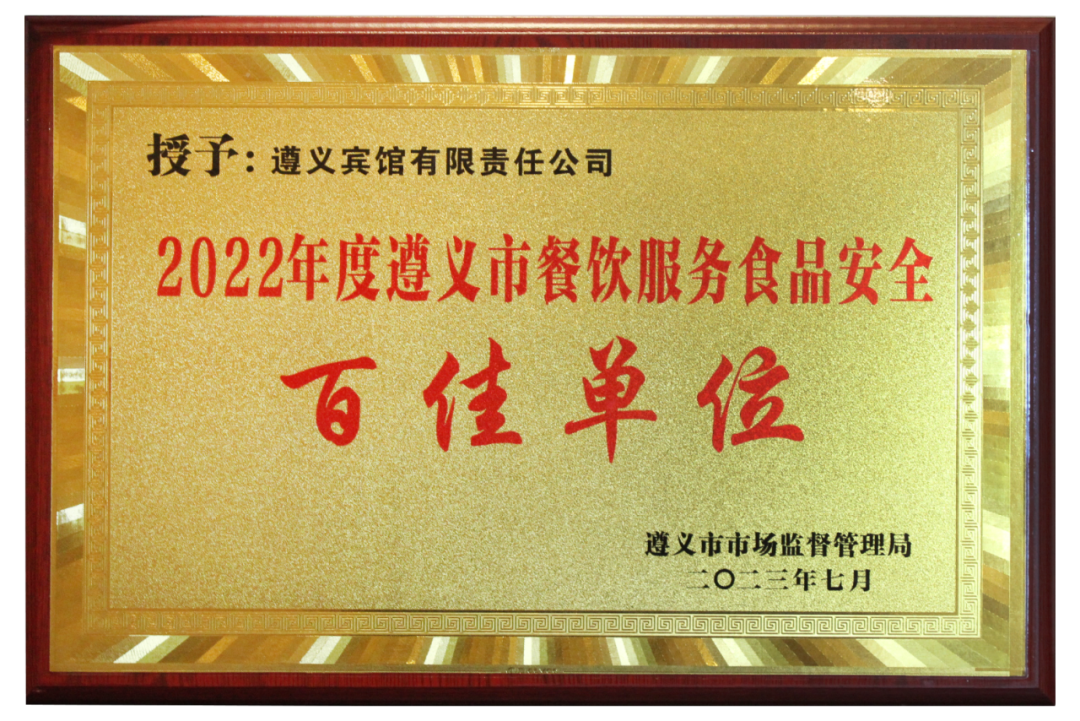 授予：遵义宾馆有限责任公司
2022年度遵义市餐饮服务食品安全
百佳单位
遵义市市场监督管理局
二〇二三年七月